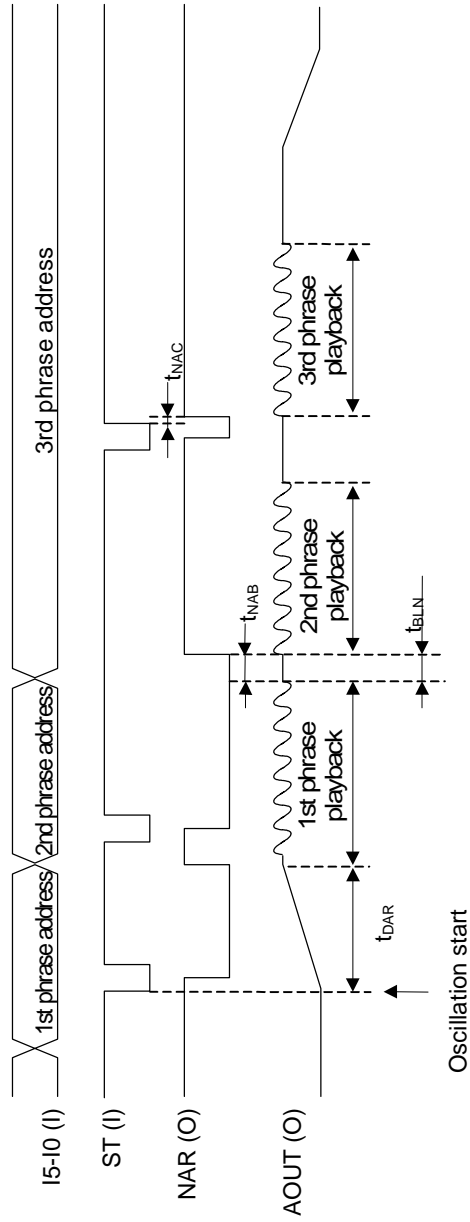 I5-I0 (I)
1st phrase address
2nd phrase address
3rd phrase address
ST (I)
NAR (O)
tNAC
tNAB
AOUT (O)
1st phrase
playback
2nd phrase
playback
3rd phrase
playback
tDAR
tBLN
Oscillation start